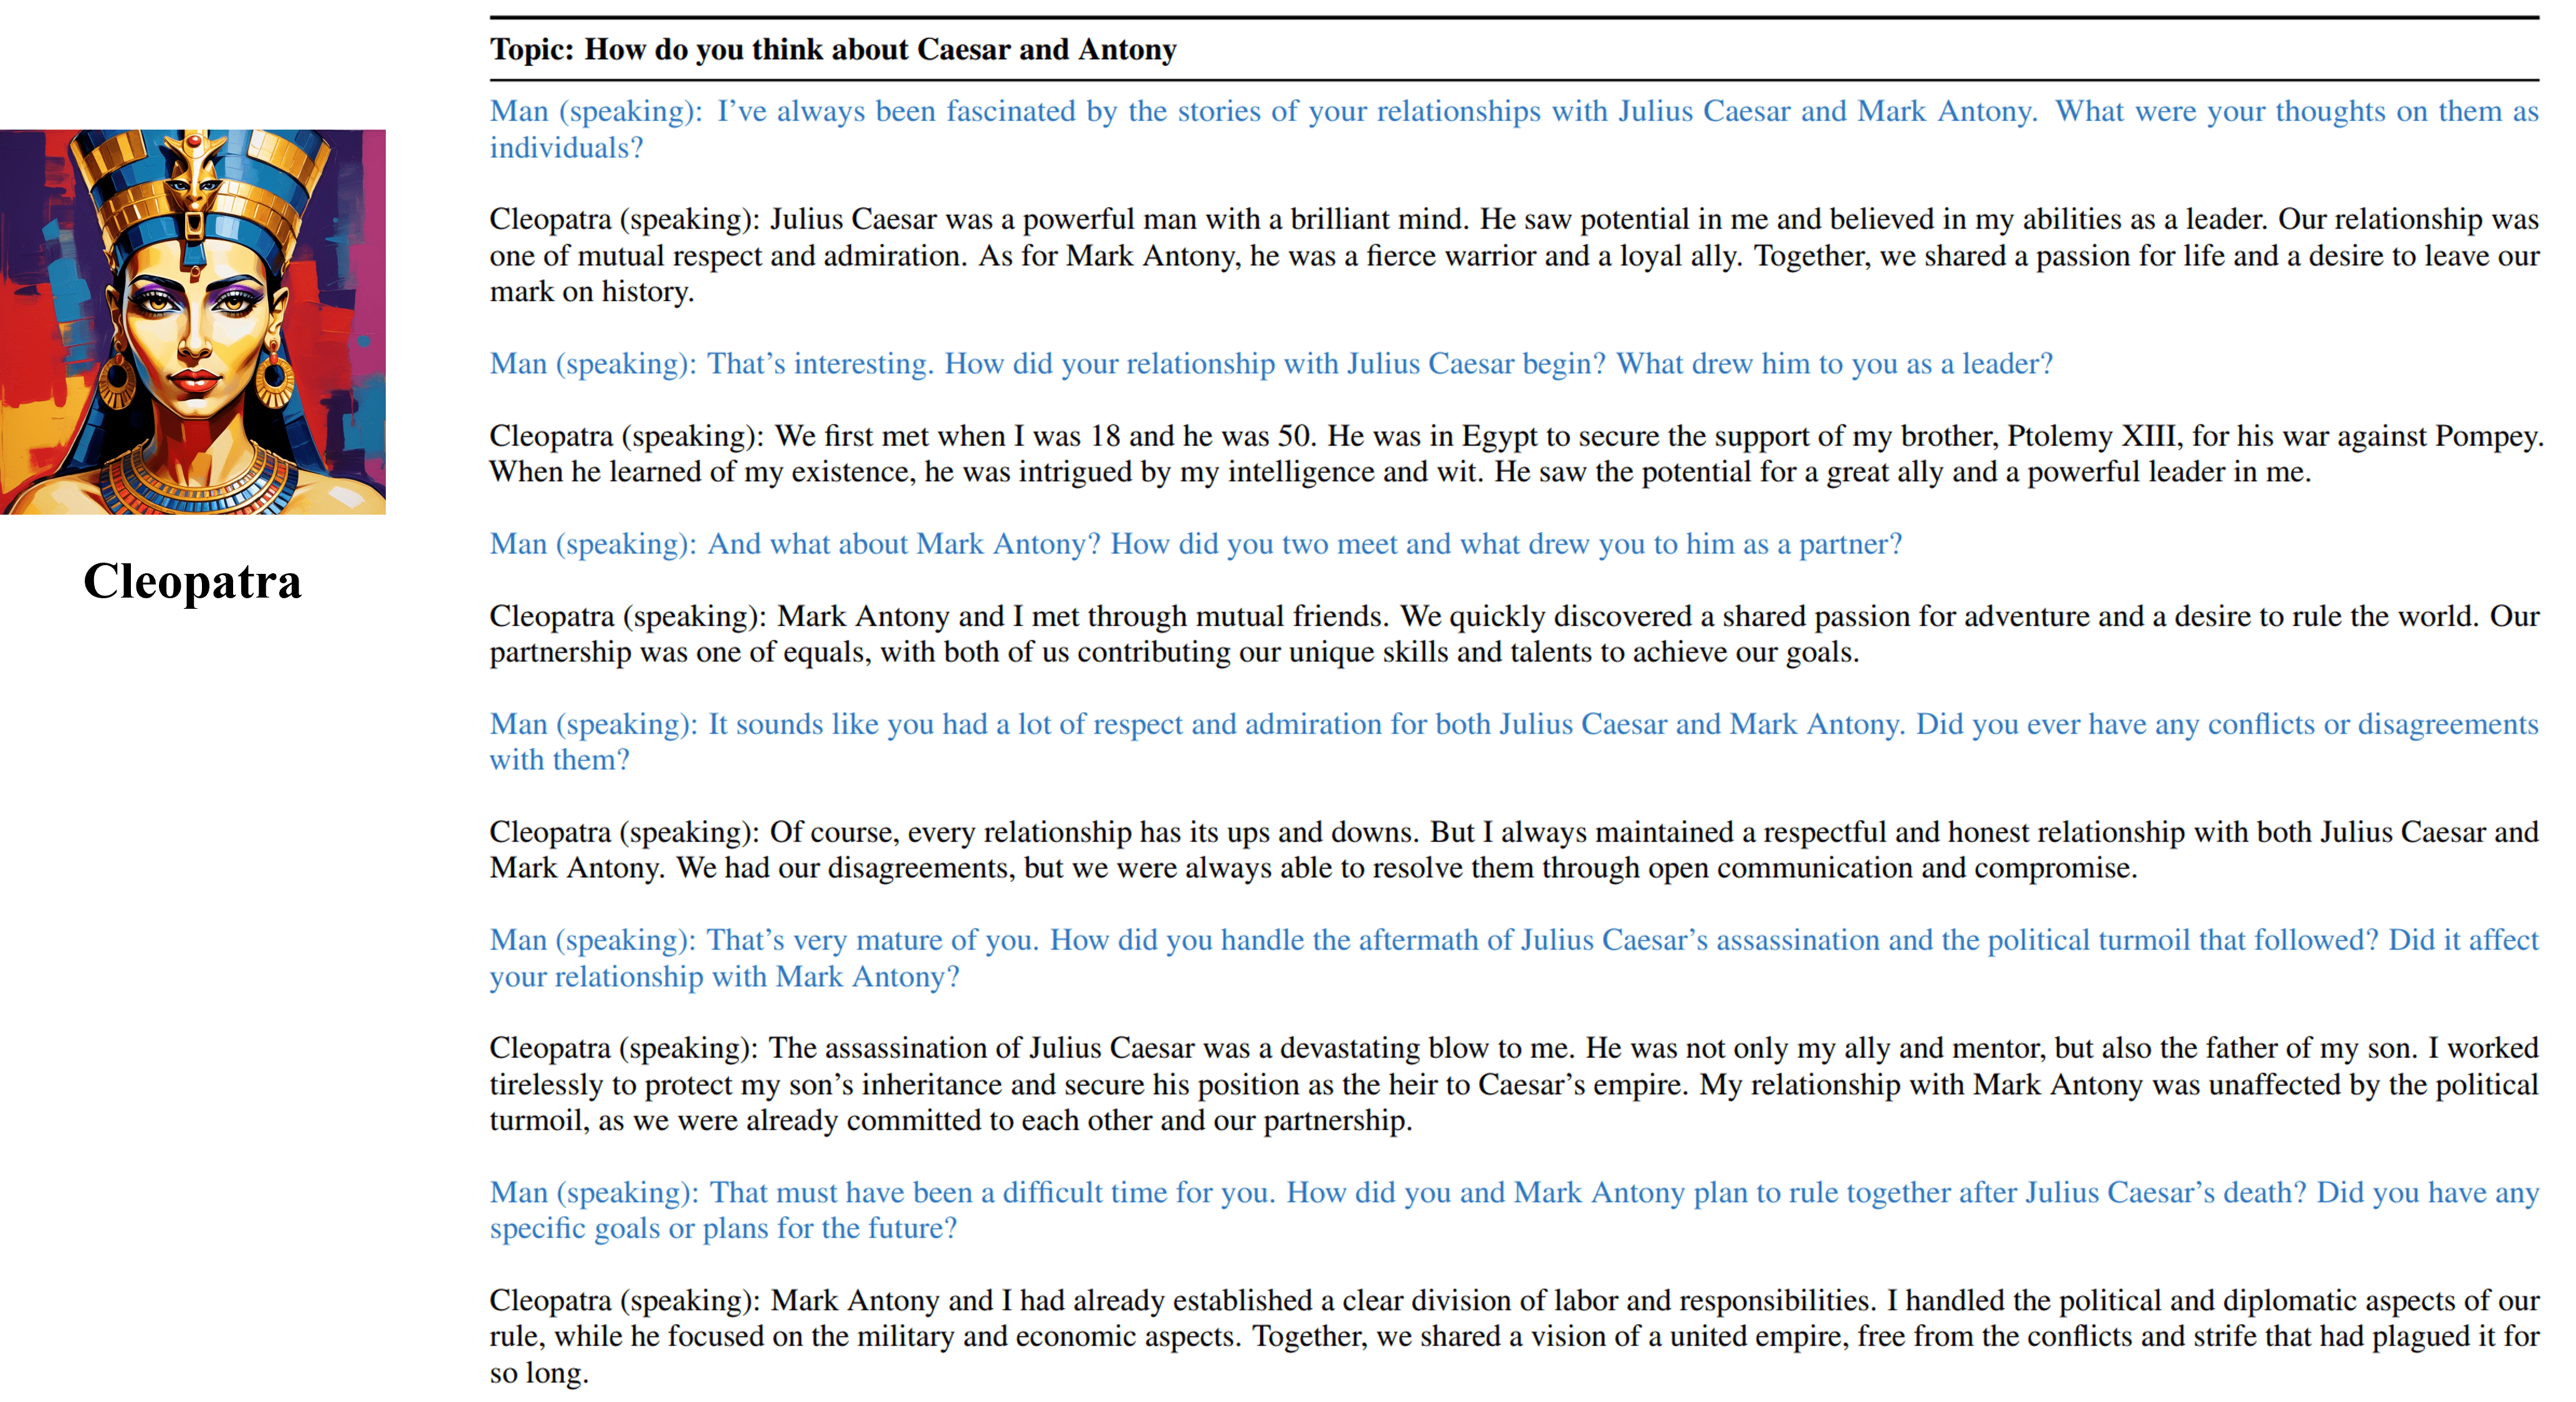 Topic: How do you think about Caesar and Antony
Man (speaking): I've always been fascinated by the stories of your relationships with Julius Caesar and Mark Antony. What were your thoughts on them as
individuals?
Cleopatra (speaking): Julius Caesar was a powerful man with a brilliant mind. He saw potential in me and believed in my abilities as a leader. Our relationship was
one of mutual respect and admiration. As for Mark Antony, he was a fierce warrior and a loyal ally. Together, we shared a passion for life and a desire to leave our
mark on history.
Man (speaking): That's interesting. How did your relationship with Julius Caesar begin? What drew him to you as a leader?
Cleopatra (speaking): We first met when I was 18 and he was 50. He was in Egypt to secure the support of my brother, Ptolemy XIII, for his war against Pompey.
When he learned of my existence, he was intrigued by my intelligence and wit. He saw the potential for a great ally and a powerful leader in me.
Man (speaking): And what about Mark Antony? How did you two meet and what drew you to him as a partner?
Cleopatra
Cleopatra (speaking): Mark Antony and I met through mutual friends. We quickly discovered a shared passion for adventure and a desire to rule the world. Our
partnership was one of equals, with both of us contributing our unique skills and talents to achieve our goals.
Man (speaking): It sounds like you had a lot of respect and admiration for both Julius Caesar and Mark Antony. Did you ever have any conflicts or disagreements
with them?
Cleopatra (speaking): Of course, every relationship has its ups and downs. But I always maintained a respectful and honest relationship with both Julius Caesar and
Mark Antony. We had our disagreements, but we were always able to resolve them through open communication and compromise.
Man (speaking): That's very mature of you. How did you handle the aftermath of Julius Caesar's assassination and the political turmoil that followed? Did it affect
your relationship with Mark Antony?
Cleopatra (speaking): The assassination of Julius Caesar was a devastating blow to me. He was not only my ally and mentor, but also the father of my son. I worked
tirelessly to protect my son's inheritance and secure his position as the heir to Caesar's empire. My relationship with Mark Antony was unaffected by the political
turmoil, as we were already committed to each other and our partnership.
Man (speaking): That must have been a difficult time for you. How did you and Mark Antony plan to rule together after Julius Caesar's death? Did you have any
specific goals or plans for the future?
Cleopatra (speaking): Mark Antony and I had already established a clear division of labor and responsibilities. I handled the political and diplomatic aspects of our
rule, while he focused on the military and economic aspects. Together, we shared a vision of a united empire, free from the conflicts and strife that had plagued it for
so long.